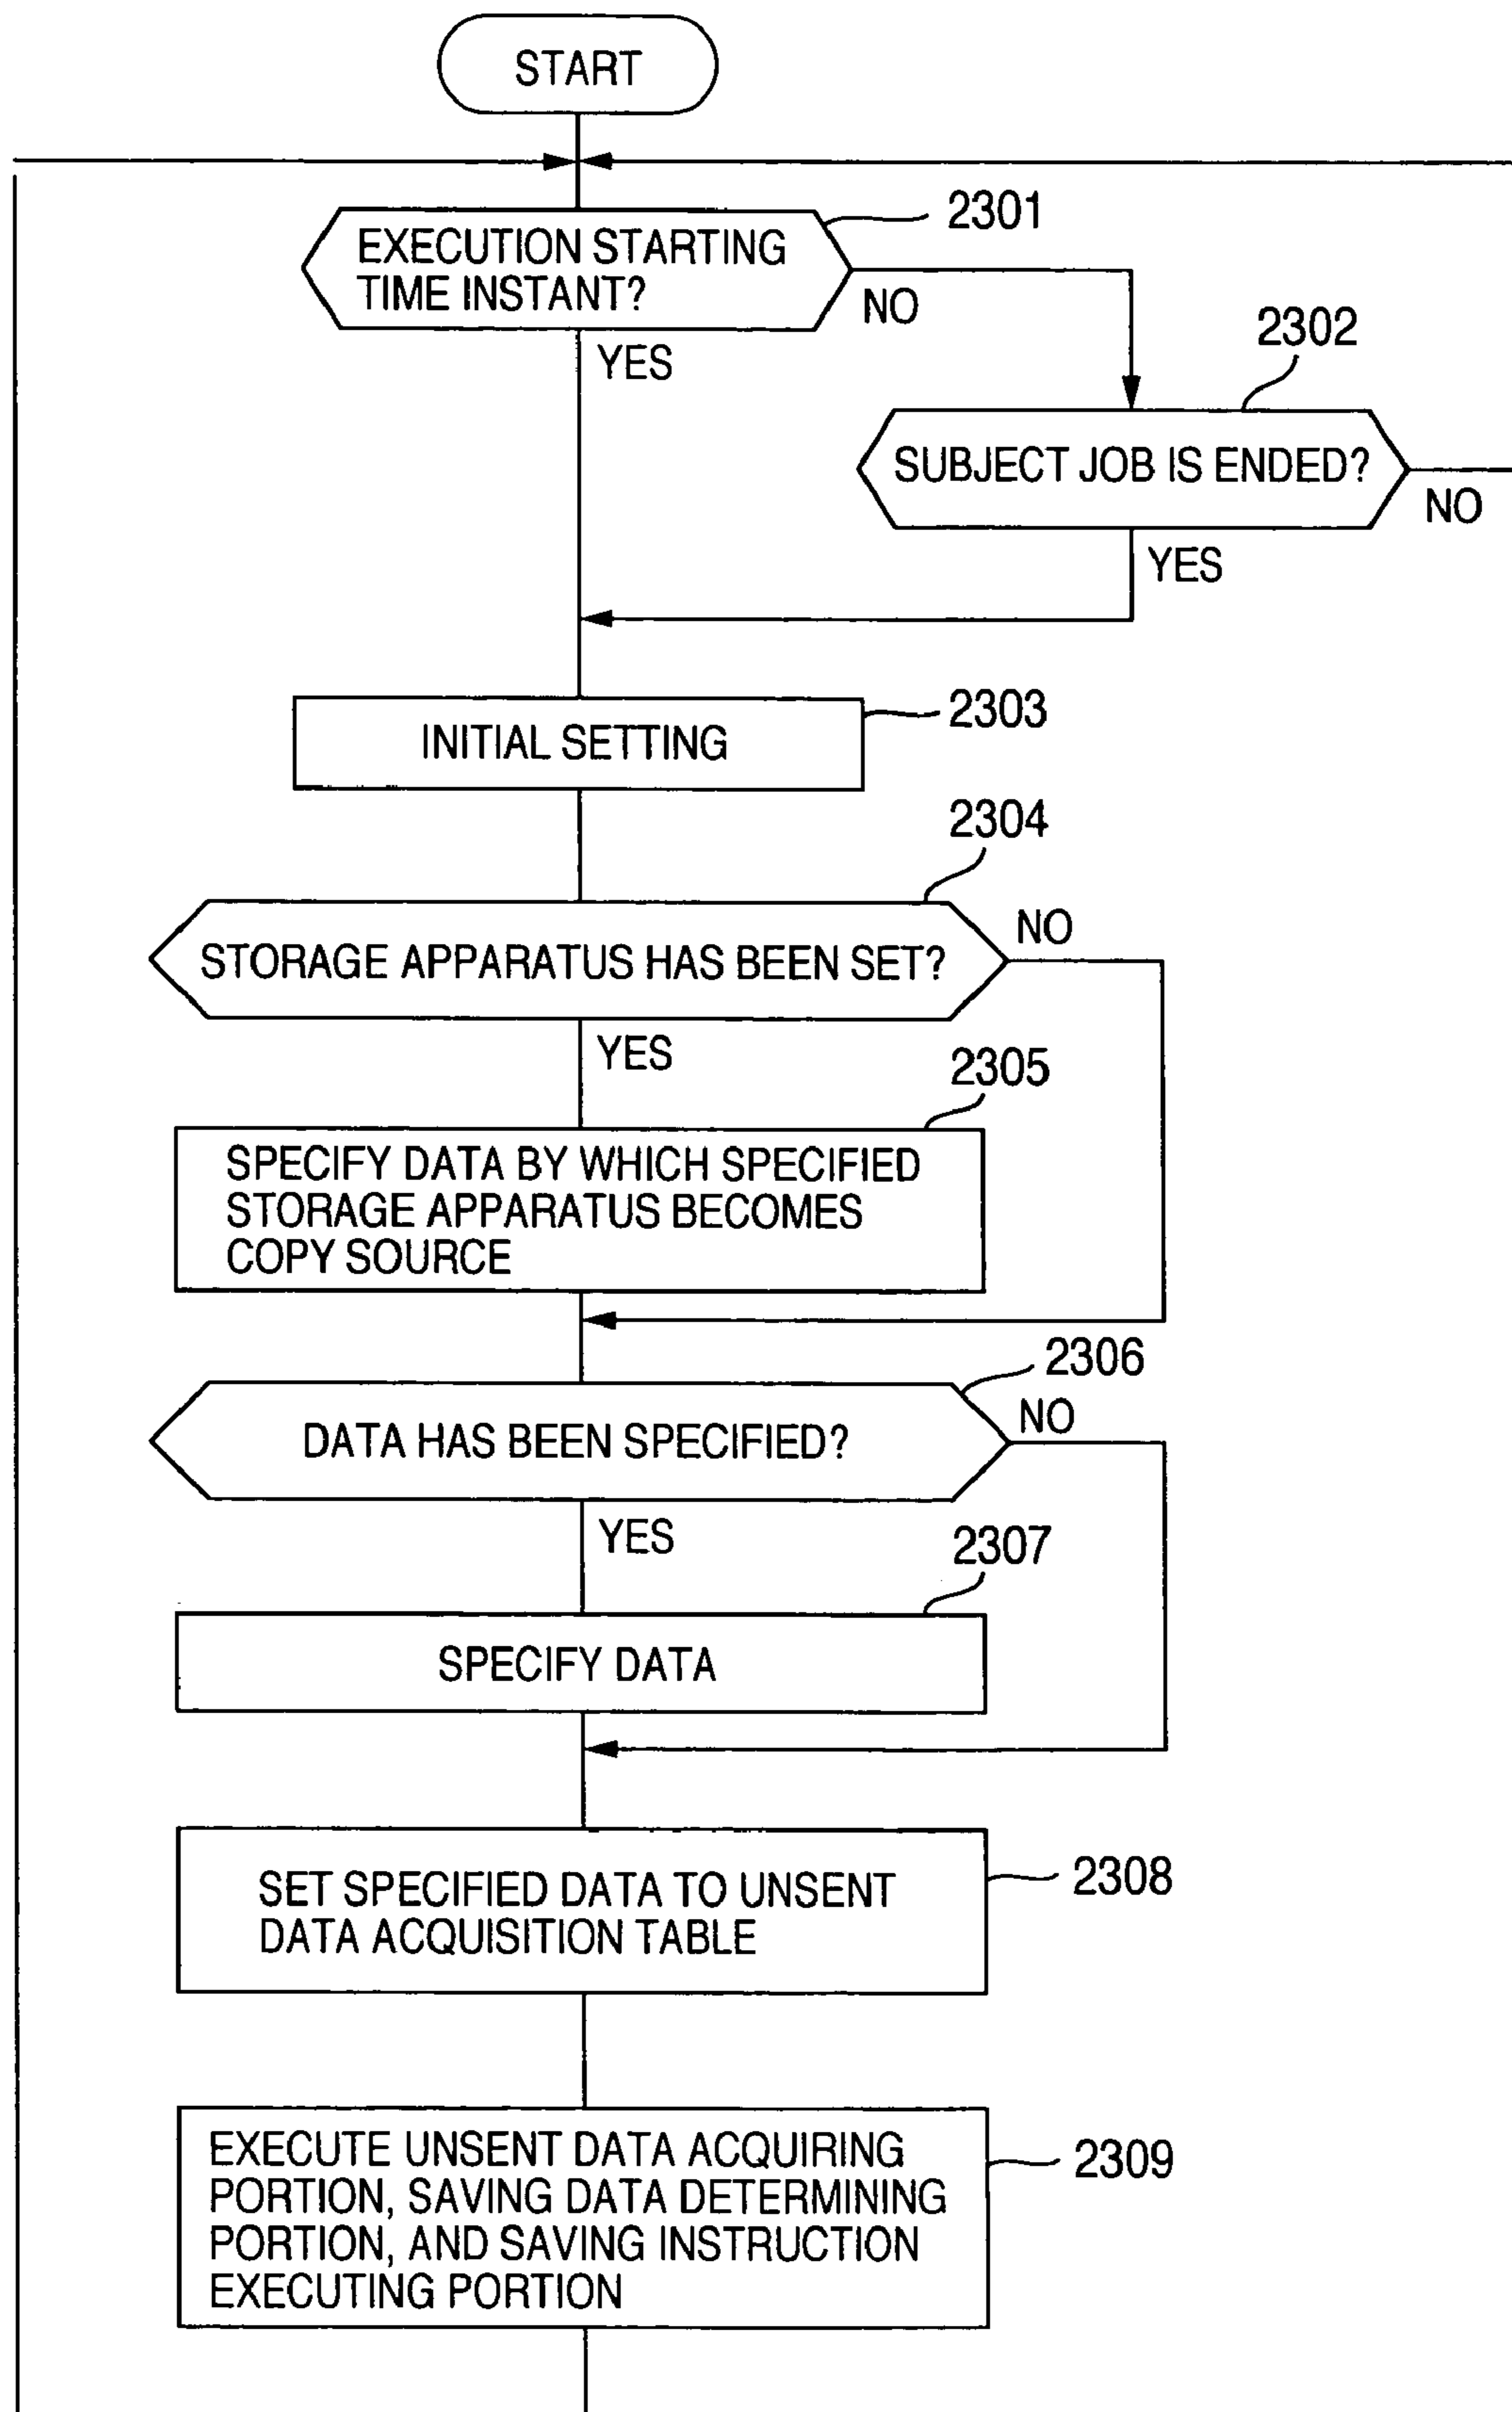 START
2301
EXECUTION STARTING
TIME INSTANT?
NO
YES
2302
SUBJECT JOB IS ENDED?
NO
YES
2303
INITIAL SETTING
2304
STORAGE APPARATUS HAS BEEN SET?
NO
YES
2305
SPECIFY DATA BY WHICH SPECIFIED
STORAGE APPARATUS BECOMES
COPY SOURCE
2306
DATA HAS BEEN SPECIFIED?
NO
YES
2307
SPECIFY DATA
SET SPECIFIED DATA TO UNSENT
DATA ACQUISITION TABLE
2308
EXECUTE UNSENT DATA ACQUIRING
PORTION, SAVING DATA DETERMINING
PORTION, AND SAVING INSTRUCTION
EXECUTING PORTION
2309